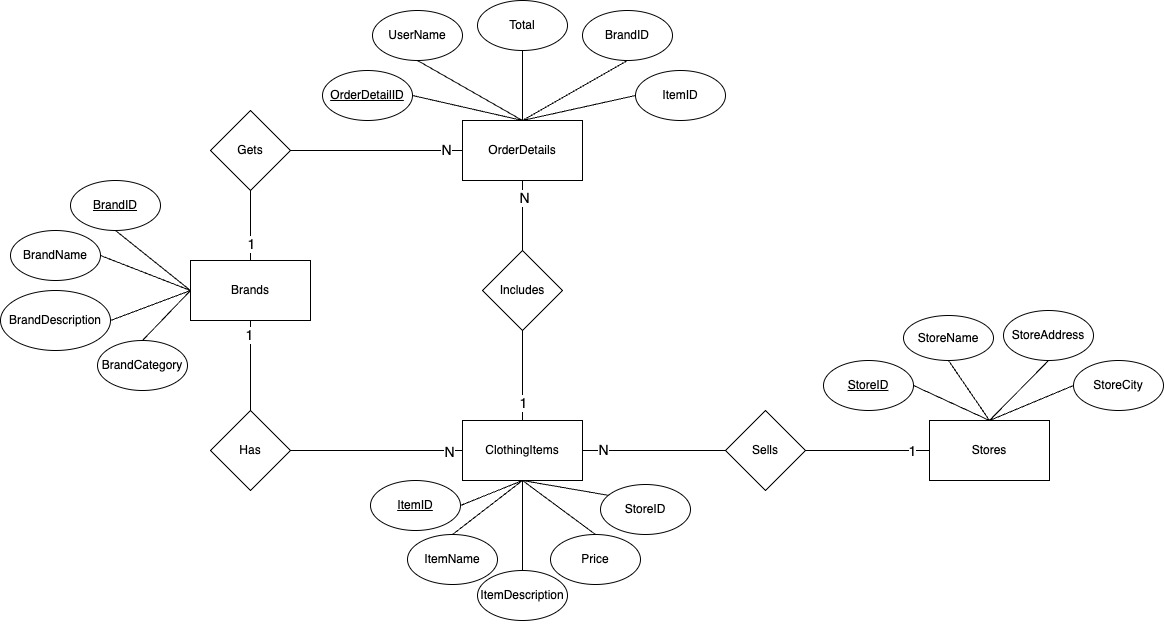 Total
UserName
BrandID
OrderDetailID
ItemID
Gets
N
OrderDetails
N
BrandID
1
BrandName
Brands
Includes
BrandDescription
1
StoreName
StoreAddress
BrandCategory
StoreID
StoreCity
1
Has
N
ClothingItems
N
Sells
1
Stores
ItemID
StoreID
ItemName
Price
ItemDescription